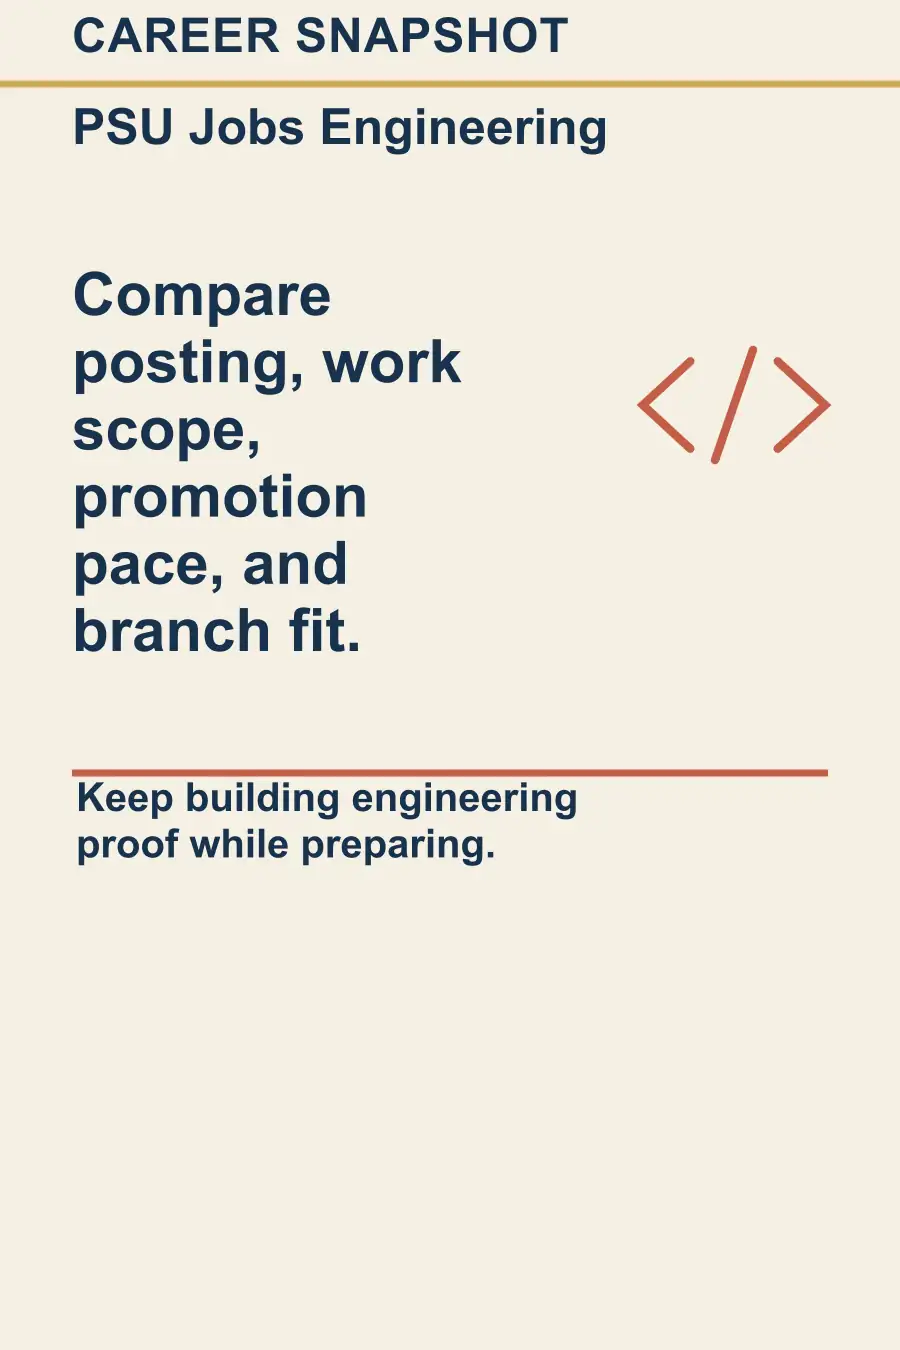 CAREER SNAPSHOT
PSU Jobs Engineering
Compare
posting, work
scope,
promotion
pace, and
branch fit.
</>
Keep building engineering
proof while preparing.